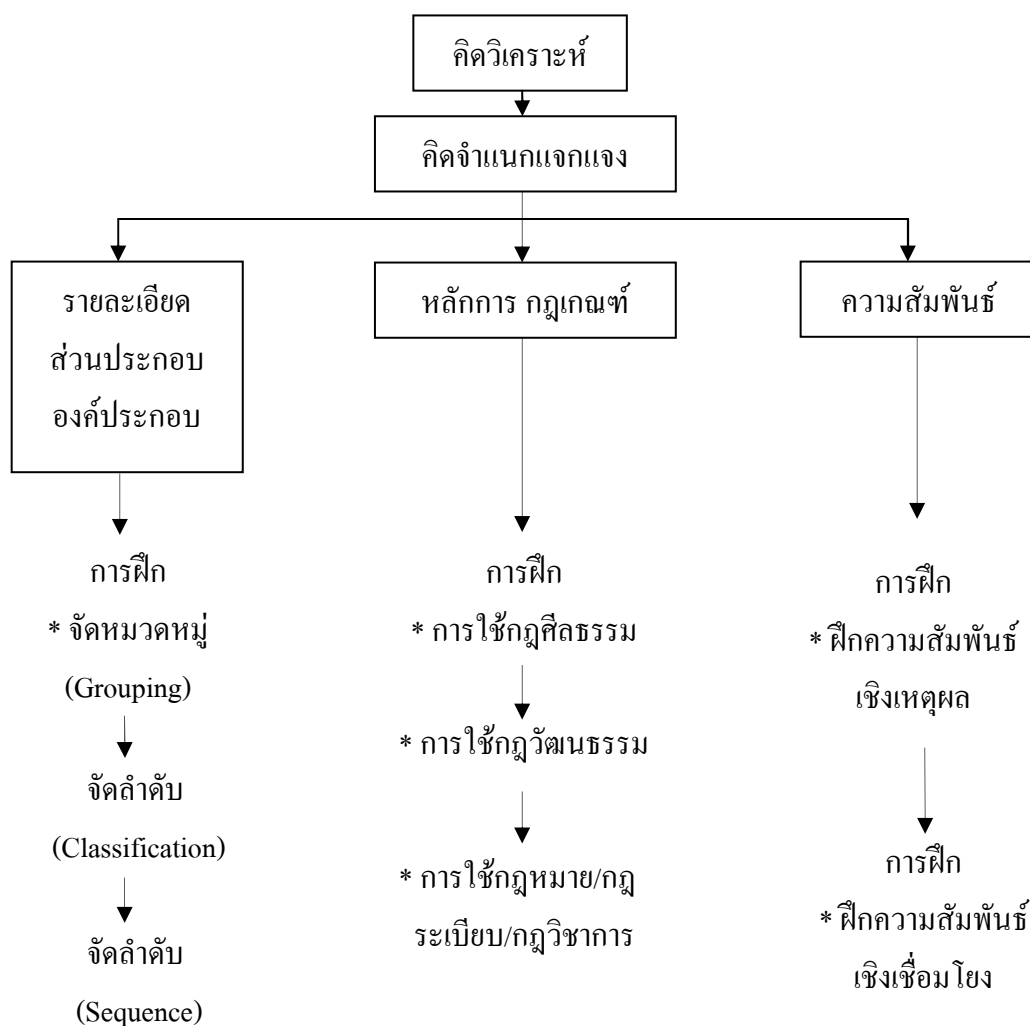 คิดวิเคราะห์
คิดจำแนกแจกแจง
รายละเอียด
ส่วนประกอบ
องค์ประกอบ
หลักการ กฎเกณฑ์
ความสัมพันธ์
การฝึก
* จัดหมวดหมู่
(Grouping)
จัดลำดับ
(Classification)
จัดลำดับ
(Sequence)
การฝึก
* การใช้กฎศีลธรรม
* การใช้กฎวัฒนธรรม
* การใช้กฎหมาย/กฎ
ระเบียบ/กฎวิชาการ
การฝึก
* ฝึกความสัมพันธ์
เชิงเหตุผล
การฝึก
* ฝึกความสัมพันธ์
เชิงเชื่อมโยง